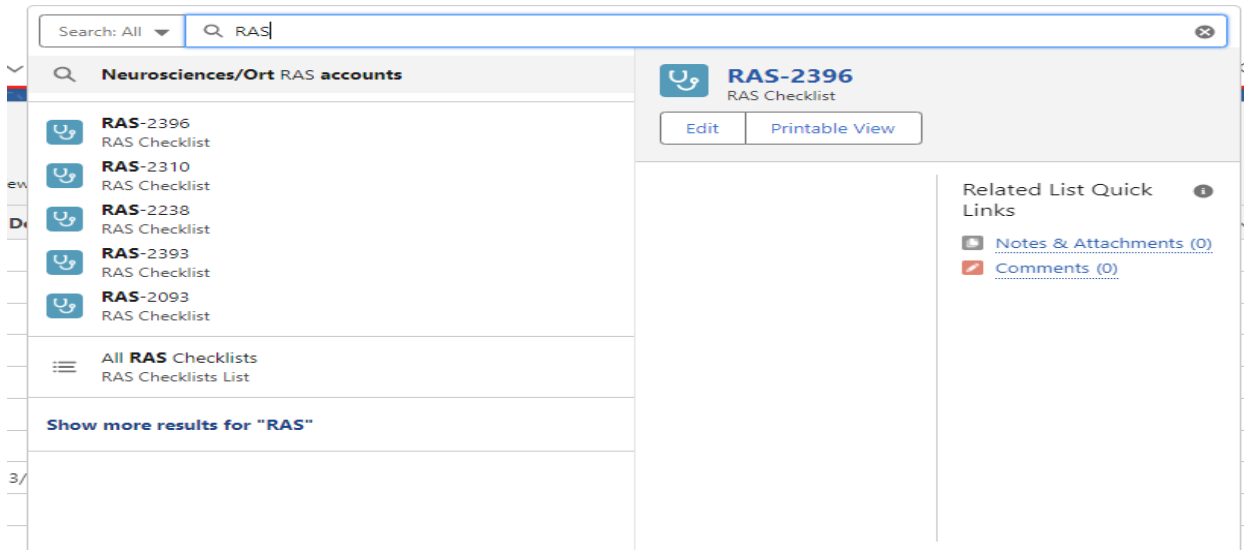 Search: All
RAS
Neurosciences/Ort RAS accounts
RAS-2396
RAS Checklist
RAS-2310
RAS Checklist
RAS-2238
RAS Checklist
RAS-2393
RAS Checklist
RAS-2093
RAS Checklist
All RAS Checklists
RAS Checklists List
Show more results for "RAS"
RAS-2396
RAS Checklist
Edit
Printable View
Related List Quick
Links
Notes & Attachments (0)
Comments (0)
ew
3/